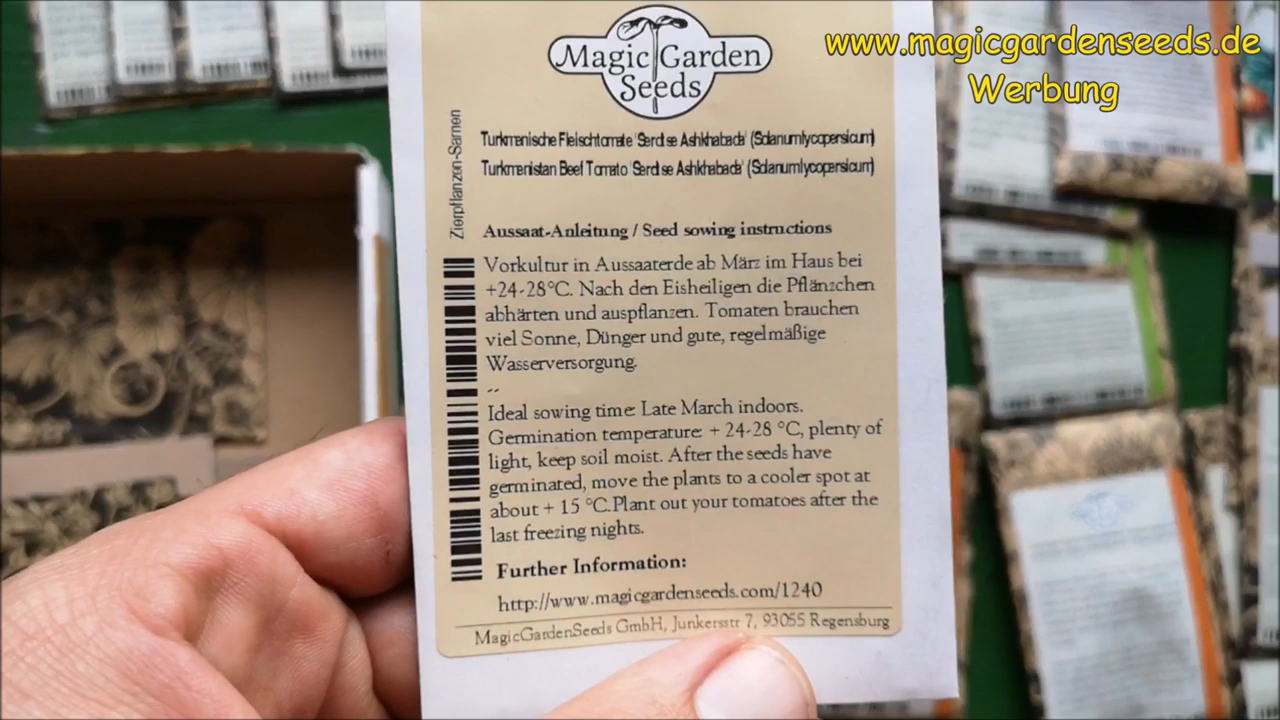 www.magicgardenseeds.de
Werbung
Magic Garden
Seeds
Zierpflanzen-Samen
Turkmenische Fleischtomate 'Serdtse Ashkhabada' (Solanum lycopersicum)
Turkmenistan Beef Tomato 'Serdtse Ashkhabada' (Solanum lycopersicum)
Aussaat-Anleitung / Seed sowing instructions
Vorkultur in Aussaaterde ab März im Haus bei
+24-28°C. Nach den Eisheiligen die Pflänzchen
abhärten und auspflanzen. Tomaten brauchen
viel Sonne, Dünger und gute, regelmäßige
Wasserversorgung.
--
Ideal sowing time: Late March indoors.
Germination temperature: + 24-28 °C, plenty of
light, keep soil moist. After the seeds have
germinated, move the plants to a cooler spot at
about + 15 °C.Plant out your tomatoes after the
last freezing nights.
Further Information:
http://www.magicgardenseeds.com/1240
MagicGardenSeeds GmbH, Junkersstr 7, 93055 Regensburg